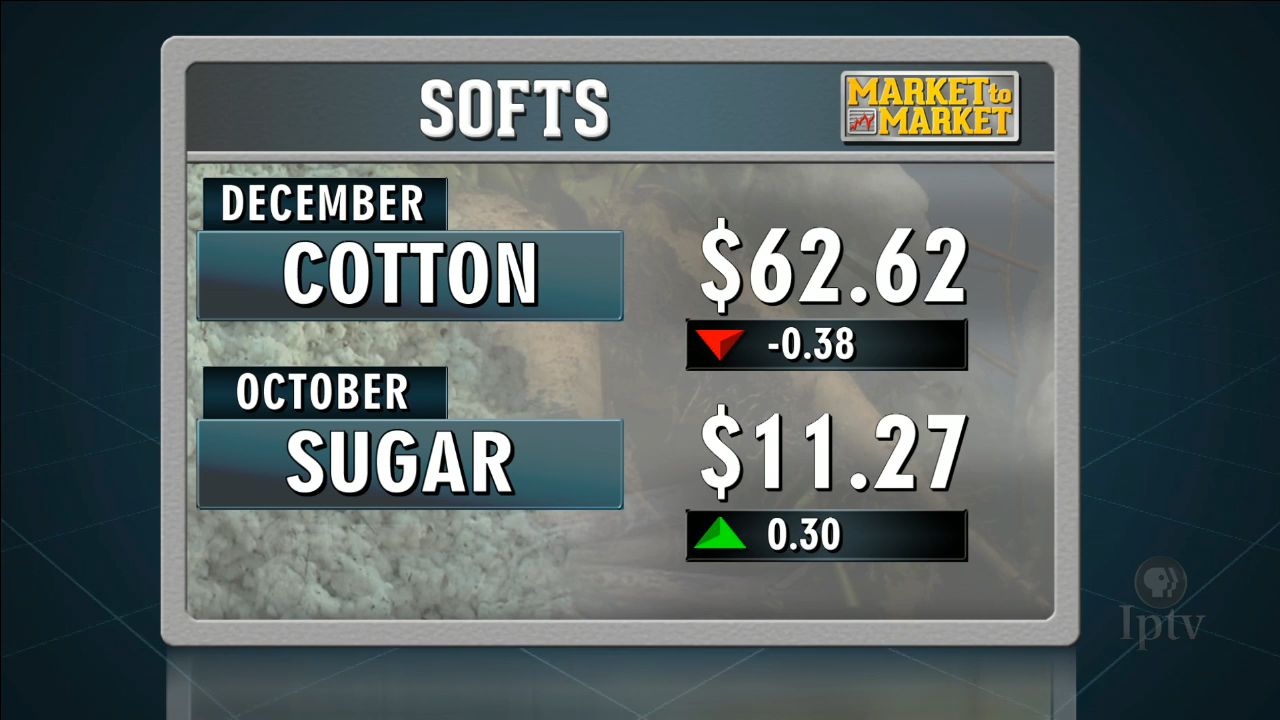 SOFTS
MARKET to
MARKET
DECEMBER
COTTON
$62.62
-0.38
OCTOBER
SUGAR
$11.27
0.30
Iptv